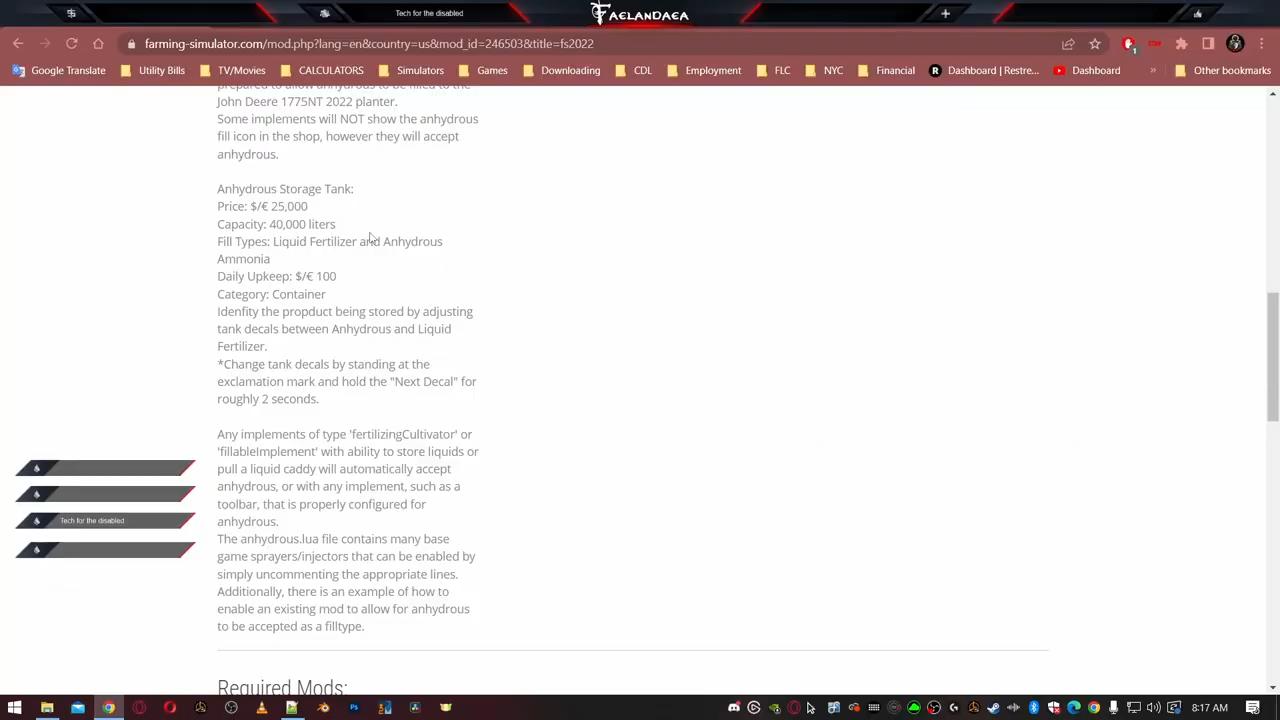 Tech for the disabled
FAELANDAEA
farming-simulator.com/mod.php?lang=en&country=us&mod_id=246503&title=fs2022
1
Google Translate
Utility Bills
TV/Movies
CALCULATORS
Simulators
Games
Downloading
CDL
Employment
FLC
NYC
Financial
Dashboard | Restre...
Dashboard
»
Other bookmarks
prepared to allow anhydrous to be filled to the
John Deere 1775NT 2022 planter.
Some implements will NOT show the anhydrous
fill icon in the shop, however they will accept
anhydrous.
Anhydrous Storage Tank:
Price: $/€ 25,000
Capacity: 40,000 liters
Fill Types: Liquid Fertilizer and Anhydrous
Ammonia
Daily Upkeep: $/€ 100
Category: Container
Idenfity the propduct being stored by adjusting
tank decals between Anhydrous and Liquid
Fertilizer.
*Change tank decals by standing at the
exclamation mark and hold the "Next Decal" for
roughly 2 seconds.
Any implements of type 'fertilizingCultivator' or
'fillableImplement' with ability to store liquids or
pull a liquid caddy will automatically accept
anhydrous, or with any implement, such as a
toolbar, that is properly configured for
anhydrous.
The anhydrous.lua file contains many base
game sprayers/injectors that can be enabled by
simply uncommenting the appropriate lines.
Additionally, there is an example of how to
enable an existing mod to allow for anhydrous
to be accepted as a filltype.
Tech for the disabled
Required Mods:
8:17 AM